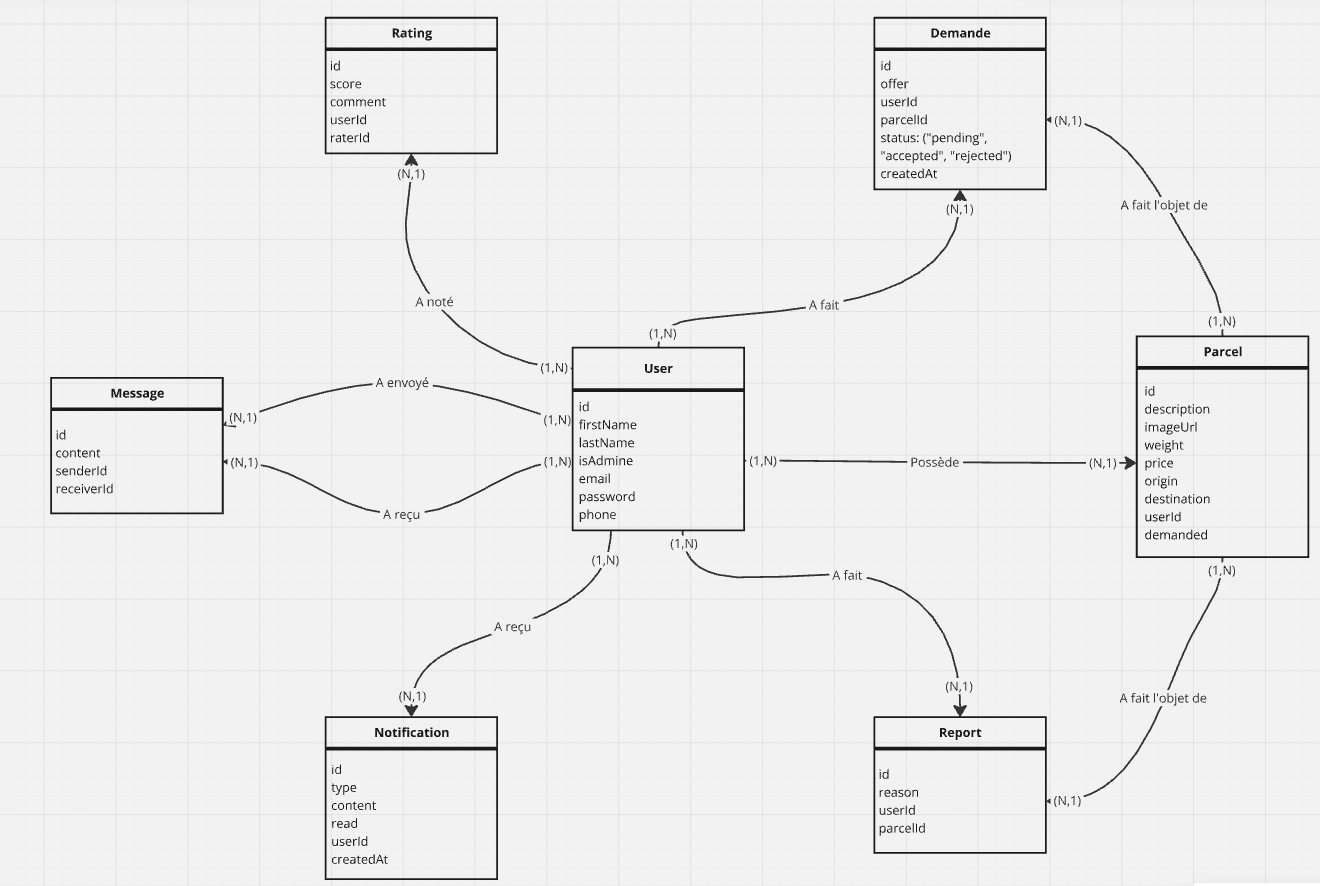 Rating
id
score
comment
userId
raterId
(N,1)
A noté
(1,N)
Demande
id
offer
userId
parcelId
status: ("pending",
"accepted", "rejected")
createdAt
(N,1)
A fait l'objet de
(1,N)
(N,1)
A fait
(1,N)
Message
id
content
senderId
receiverId
(N,1)
A envoyé
(1,N)
(N,1)
A reçu
(1,N)
User
id
firstName
lastName
isAdmine
email
password
phone
(1,N)
Possède
(N,1)
Parcel
id
description
imageUrl
weight
price
origin
destination
userId
demanded
(1,N)
A reçu
(N,1)
(1,N)
A fait
(N,1)
(1,N)
A fait l'objet de
(N,1)
Notification
id
type
content
read
userId
createdAt
Report
id
reason
userId
parcelId